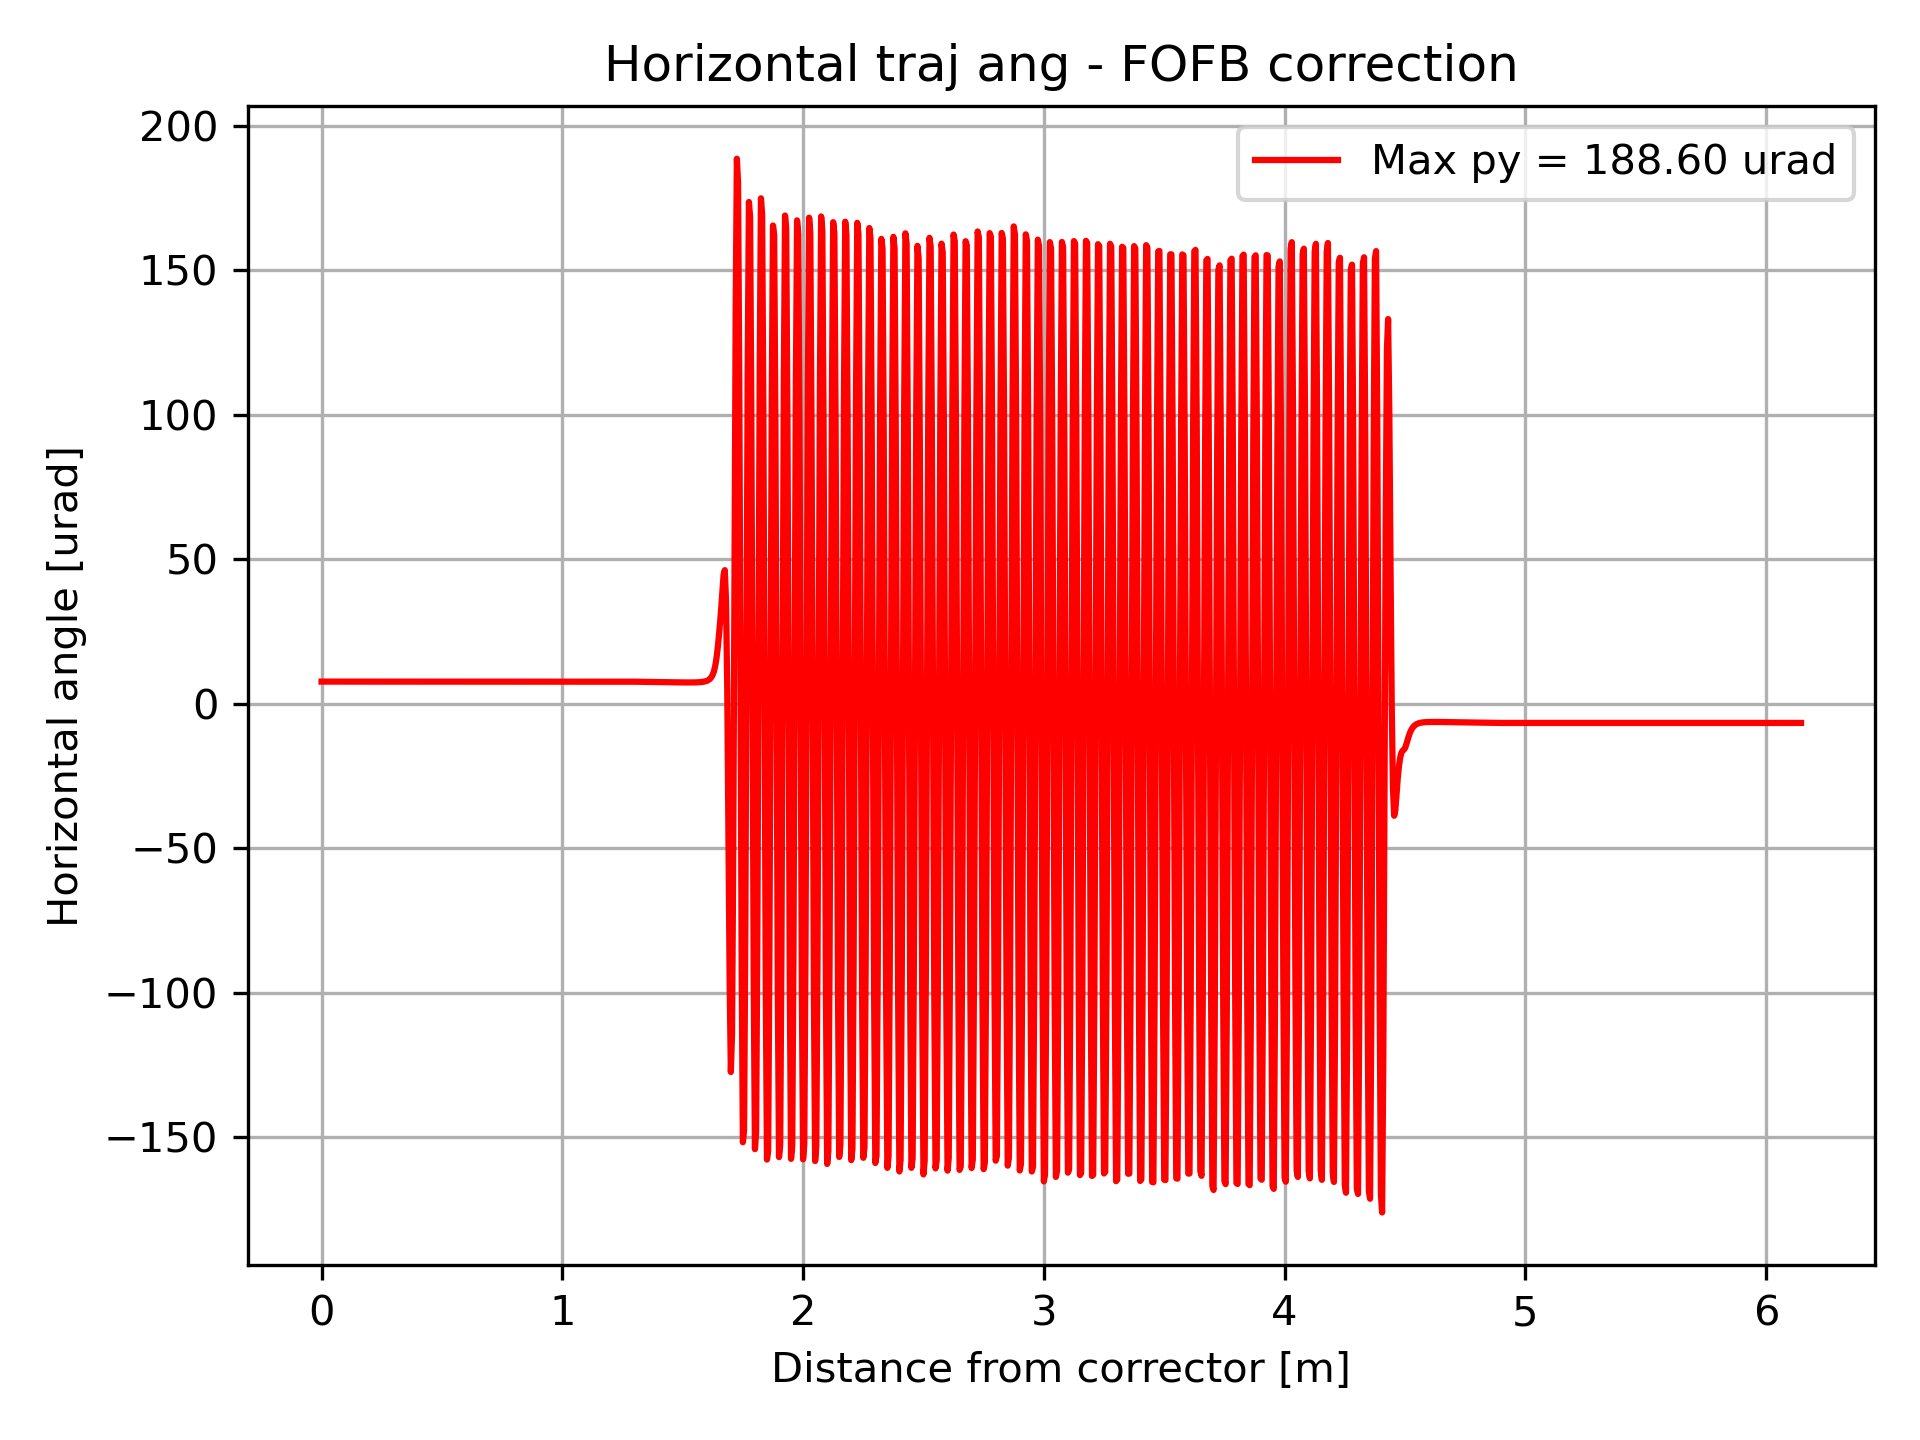 Horizontal traj ang - FOFB correction
Max py = 188.60 urad
200
150
100
50
0
−50
−100
−150
Horizontal angle [urad]
0 1 2 3 4 5 6
Distance from corrector [m]